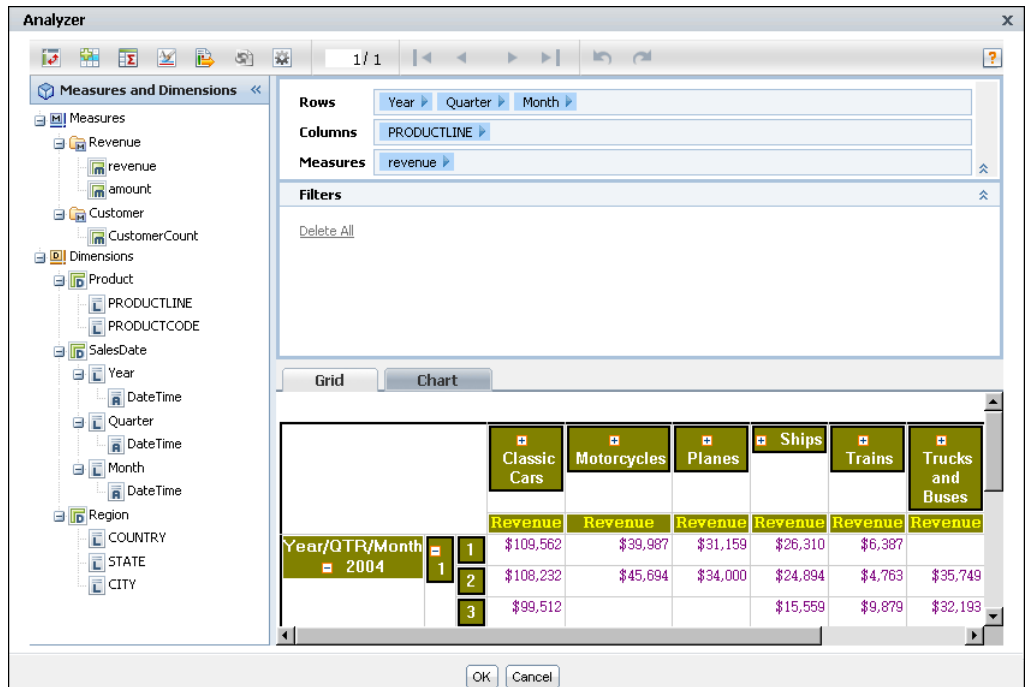 Analyzer x
1/ 1 ?
Measures and Dimensions «
Measures
Revenue
revenue
amount
Customer
CustomerCount
Dimensions
Product
PRODUCTLINE
PRODUCTCODE
SalesDate
Year
DateTime
Quarter
DateTime
Month
DateTime
Region
COUNTRY
STATE
CITY
Rows Year Quarter Month
Columns PRODUCTLINE
Measures revenue
Filters
Delete All
Grid Chart
Classic Cars Motorcycles Planes Ships Trains Trucks and Buses
Revenue Revenue Revenue Revenue Revenue Revenue
Year/QTR/Month 2004 1 1 $109,562 $39,987 $31,159 $26,310 $6,387
2 $108,232 $45,694 $34,000 $24,894 $4,763 $35,749
3 $99,512 $15,559 $9,879 $32,193
OK Cancel